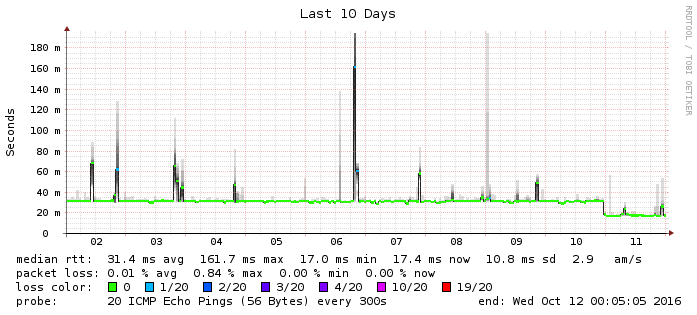 Last 10 Days
RRDTOOL / TOBI OETIKER
Seconds
180 m
160 m
140 m
120 m
100 m
80 m
60 m
40 m
20 m
0
02 03 04 05 06 07 08 09 10 11
median rtt: 31.4 ms avg 161.7 ms max 17.0 ms min 17.4 ms now 10.8 ms sd 2.9 am/s
packet loss: 0.01 % avg 0.84 % max 0.00 % min 0.00 % now
loss color: 0 1/20 2/20 3/20 4/20 10/20 19/20
probe: 20 ICMP Echo Pings (56 Bytes) every 300s end: Wed Oct 12 00:05:05 2016